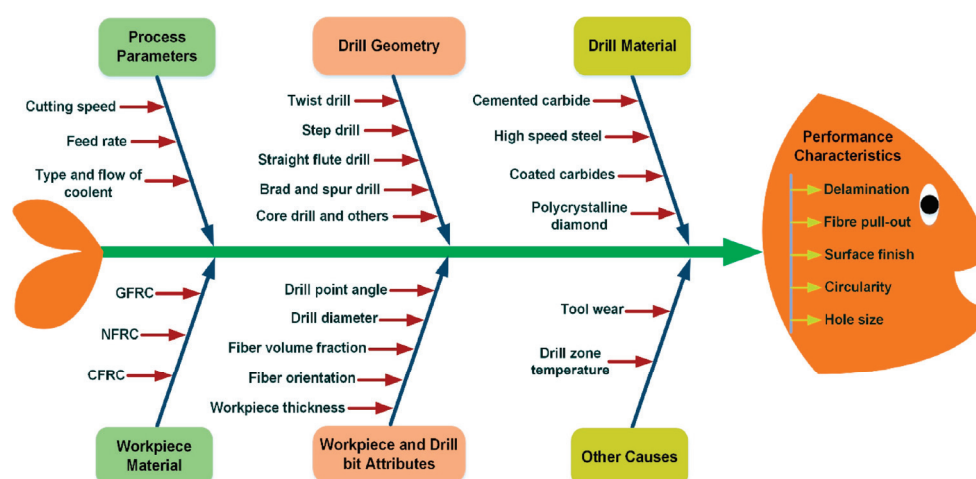 Process
Parameters
Cutting speed
Feed rate
Type and flow of
coolent
Drill Geometry
Twist drill
Step drill
Straight flute drill
Brad and spur drill
Core drill and others
Drill Material
Cemented carbide
High speed steel
Coated carbides
Polycrystalline
diamond
Performance
Characteristics
Delamination
Fibre pull-out
Surface finish
Circularity
Hole size
GFRC
NFRC
CFRC
Workpiece
Material
Drill point angle
Drill diameter
Fiber volume fraction
Fiber orientation
Workpiece thickness
Workpiece and Drill
bit Attributes
Tool wear
Drill zone
temperature
Other Causes